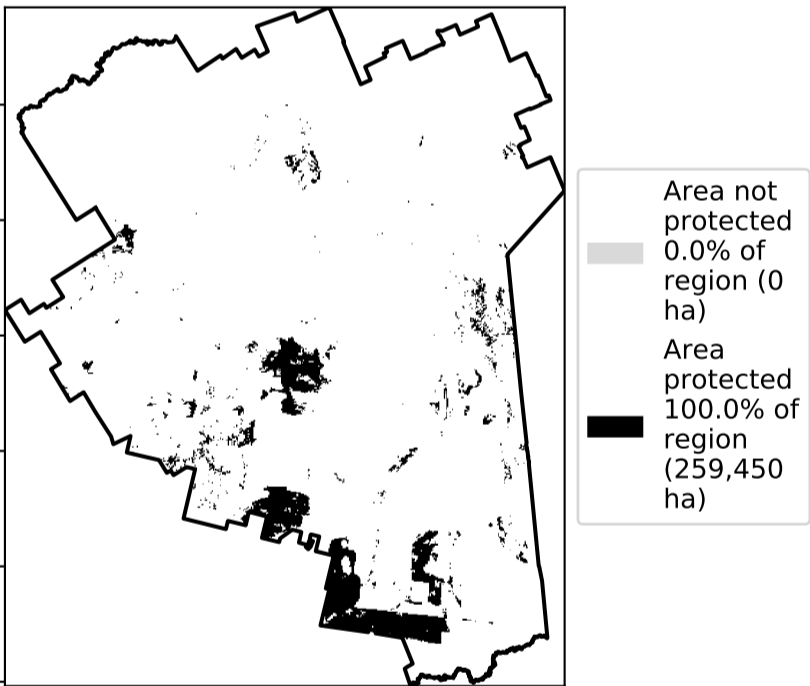 Area not
protected
0.0% of
region (0
ha)
Area
protected
100.0% of
region
(259,450
ha)